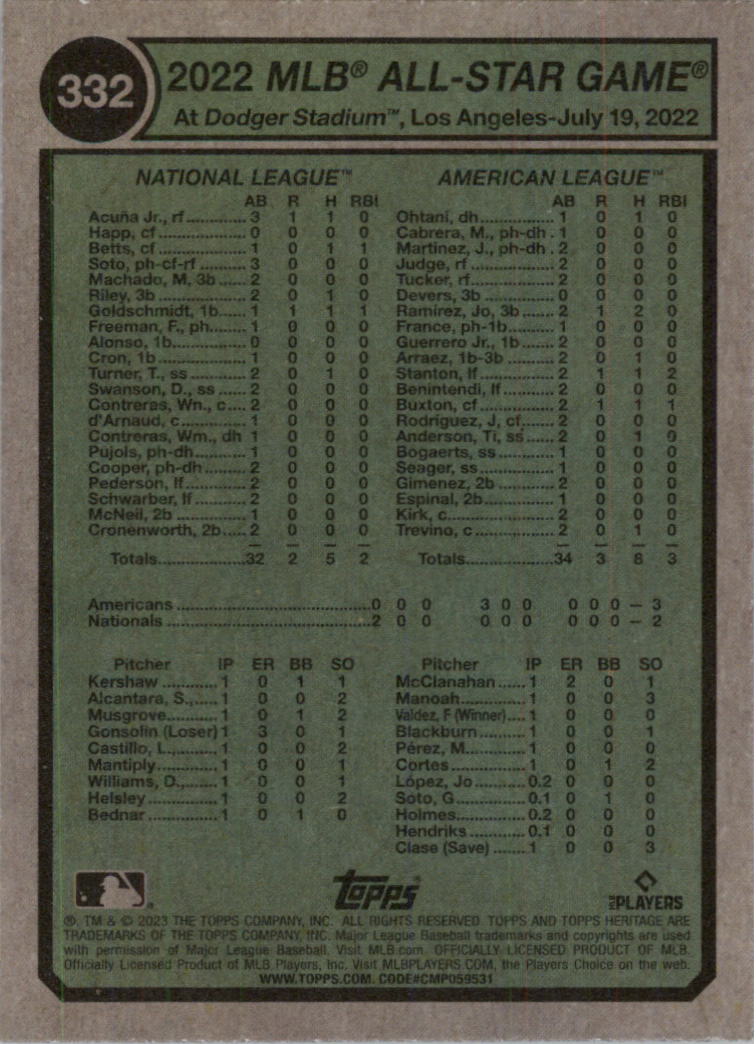 332
2022 MLB® ALL-STAR GAME®
At Dodger Stadium™, Los Angeles-July 19, 2022
NATIONAL LEAGUE™
AB R H RBI
Acuña Jr., rf 3 1 1 0
Happ, cf 0 0 0 0
Betts, cf 1 0 1 1
Soto, ph-cf-rf 3 0 0 0
Machado, M, 3b 2 0 0 0
Riley, 3b 2 0 1 0
Goldschmidt, 1b 1 1 1 1
Freeman, F., ph 1 0 0 0
Alonso, 1b 0 0 0 0
Cron, 1b 1 0 0 0
Turner, T., ss 2 0 1 0
Swanson, D., ss 2 0 0 0
Contreras, Wn., c 2 0 0 0
d'Arnaud, c 1 0 0 0
Contreras, Wm., dh 1 0 0 0
Pujols, ph-dh 1 0 0 0
Cooper, ph-dh 2 0 0 0
Pederson, lf 2 0 0 0
Schwarber, lf 2 0 0 0
McNeil, 2b 1 0 0 0
Cronenworth, 2b 2 0 0 0
Totals 32 2 5 2
AMERICAN LEAGUE™
AB R H RBI
Ohtani, dh 1 0 1 0
Cabrera, M., ph-dh 1 0 0 0
Martinez, J., ph-dh 2 0 0 0
Judge, rf 2 0 0 0
Tucker, rf 2 0 0 0
Devers, 3b 0 0 0 0
Ramírez, Jo, 3b 2 1 2 0
France, ph-1b 1 0 0 0
Guerrero Jr., 1b 2 0 0 0
Arraez, 1b-3b 2 0 1 0
Stanton, lf 2 1 1 2
Benintendi, lf 2 0 0 0
Buxton, cf 2 1 1 1
Rodríguez, J, cf 2 0 0 0
Anderson, Ti, ss 2 0 1 0
Bogaerts, ss 1 0 0 0
Seager, ss 1 0 0 0
Gimenez, 2b 2 0 0 0
Espinal, 2b 1 0 0 0
Kirk, c 2 0 0 0
Trevino, c 2 0 1 0
Totals 34 3 8 3
Americans 0 0 0 3 0 0 0 0 0 – 3
Nationals 2 0 0 0 0 0 0 0 0 – 2
Pitcher IP ER BB SO
Kershaw 1 0 1 1
Alcantara, S., 1 0 0 2
Musgrove 1 0 1 2
Gonsolin (Loser) 1 3 0 1
Castillo, L., 1 0 0 2
Mantiply 1 0 0 1
Williams, D., 1 0 0 1
Helsley 1 0 0 2
Bednar 1 0 1 0
Pitcher IP ER BB SO
McClanahan 1 2 0 1
Manoah 1 0 0 3
Valdez, F (Winner) 1 0 0 0
Blackburn 1 0 0 1
Pérez, M. 1 0 0 0
Cortes 1 0 1 2
López, Jo 0.2 0 0 0
Soto, G 0.1 0 1 0
Holmes 0.2 0 0 0
Hendriks 0.1 0 0 0
Clase (Save) 1 0 0 3
topps®
MLB PLAYERS
®, TM & © 2023 THE TOPPS COMPANY, INC. ALL RIGHTS RESERVED. TOPPS AND TOPPS HERITAGE ARE
TRADEMARKS OF THE TOPPS COMPANY, INC. Major League Baseball trademarks and copyrights are used
with permission of Major League Baseball. Visit MLB.com. OFFICIALLY LICENSED PRODUCT OF MLB.
Officially Licensed Product of MLB Players, Inc. Visit MLBPLAYERS.COM, the Players Choice on the web.
WWW.TOPPS.COM. CODE#CMP059531